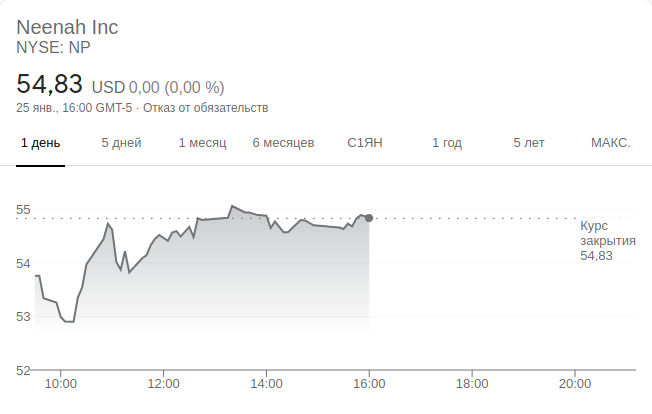 Neenah Inc
NYSE: NP
54,83 USD 0,00 (0,00 %)
25 янв., 16:00 GMT-5 · Отказ от обязательств
1 день 5 дней 1 месяц 6 месяцев С1ЯН 1 год 5 лет МАКС.
55
Курс
закрытия
54,83
54
53
52
10:00 12:00 14:00 16:00 18:00 20:00